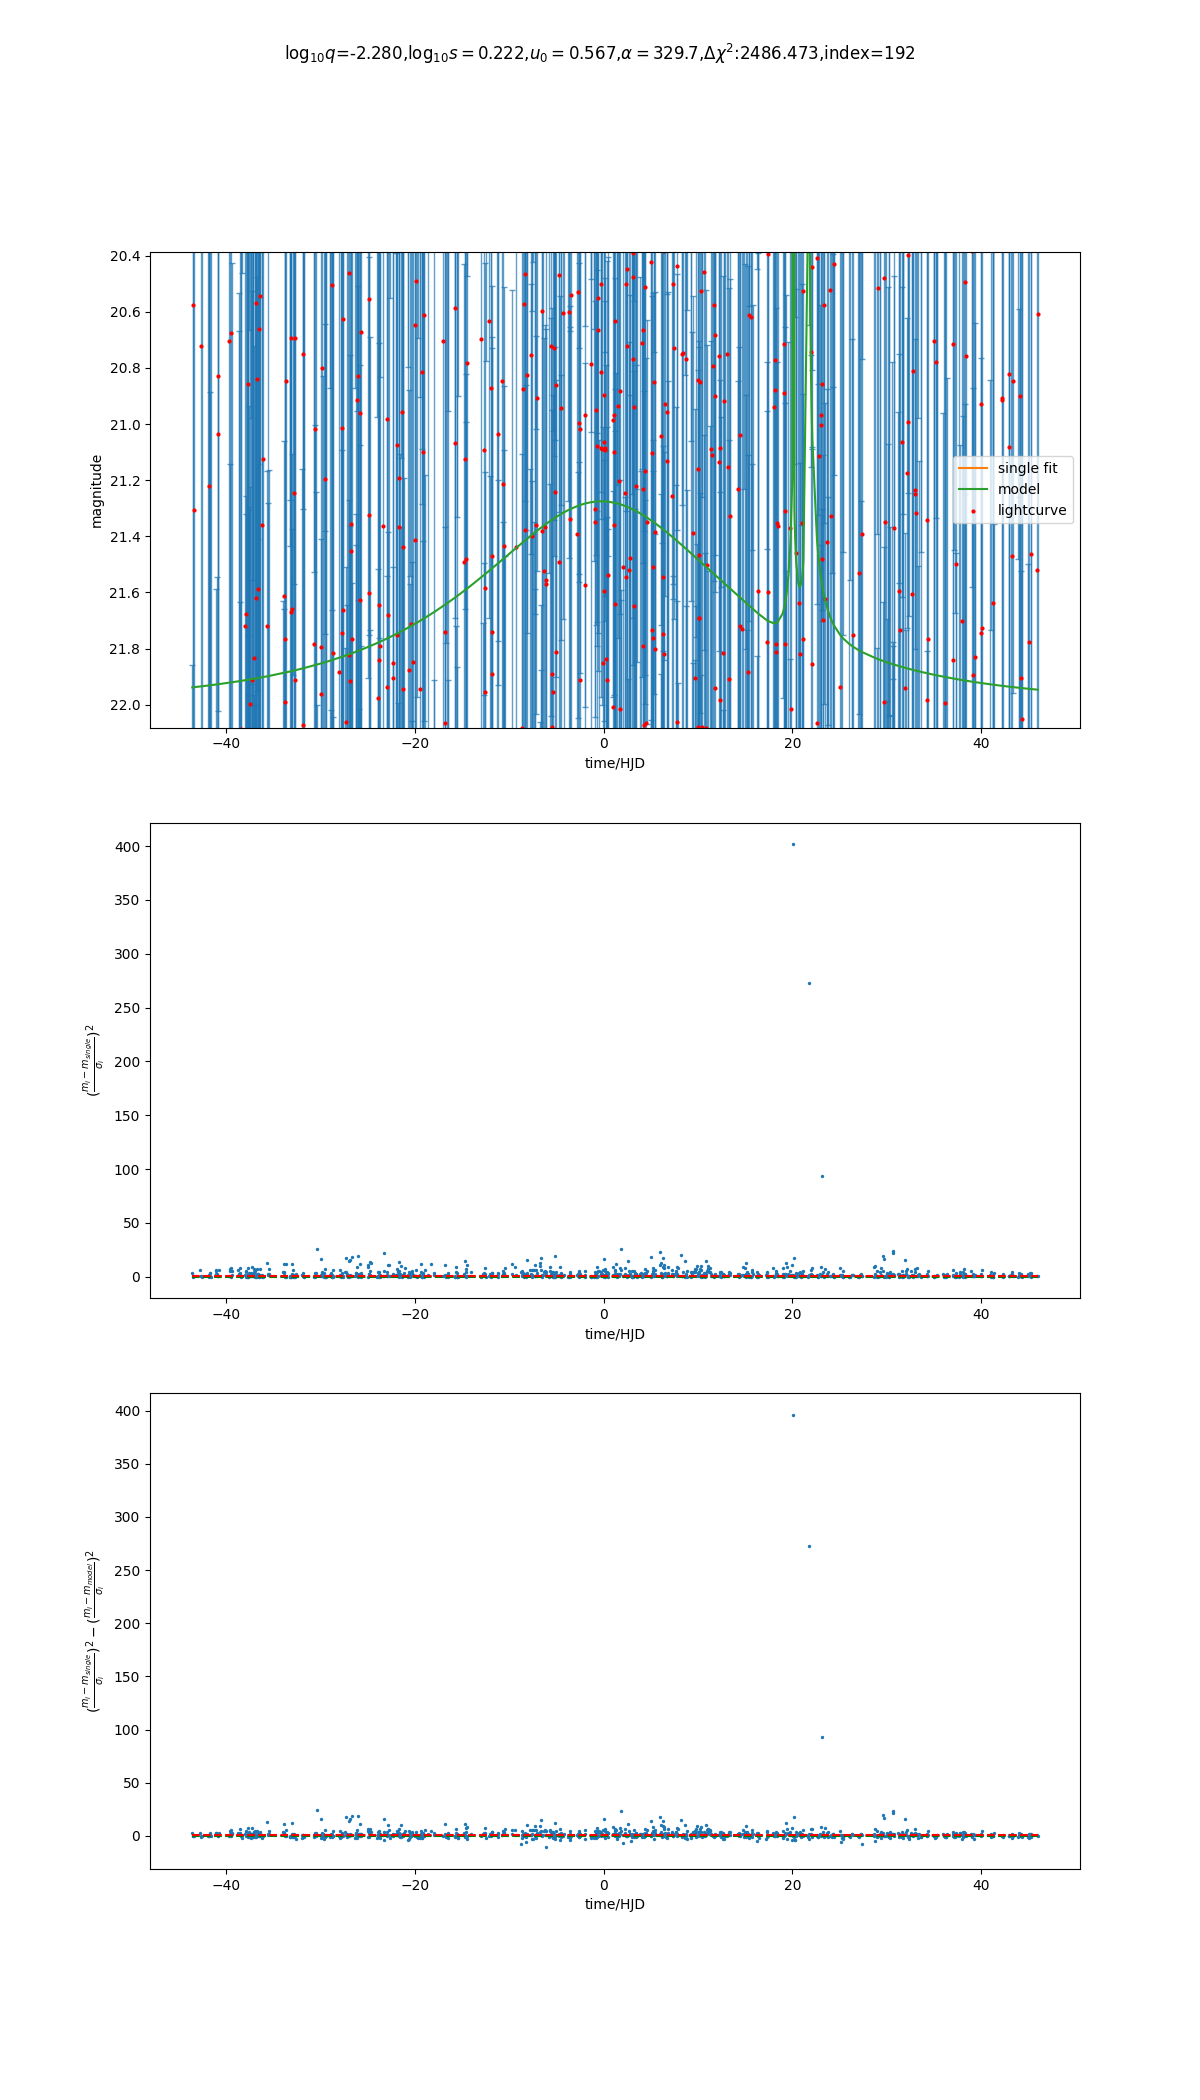 log₁₀q=-2.280,log₁₀s = 0.222,u₀ = 0.567,α = 329.7,Δχ²:2486.473,index=192
20.4
20.6
20.8
21.0
21.2
21.4
21.6
21.8
22.0
magnitude
single fit
model
lightcurve
−40 −20 0 20 40
time/HJD
400
350
300
250
200
150
100
50
0
(mᵢ − m_single / σᵢ)²
−40 −20 0 20 40
time/HJD
400
350
300
250
200
150
100
50
0
(mᵢ − m_single / σᵢ)² − (mᵢ − m_model / σᵢ)²
−40 −20 0 20 40
time/HJD